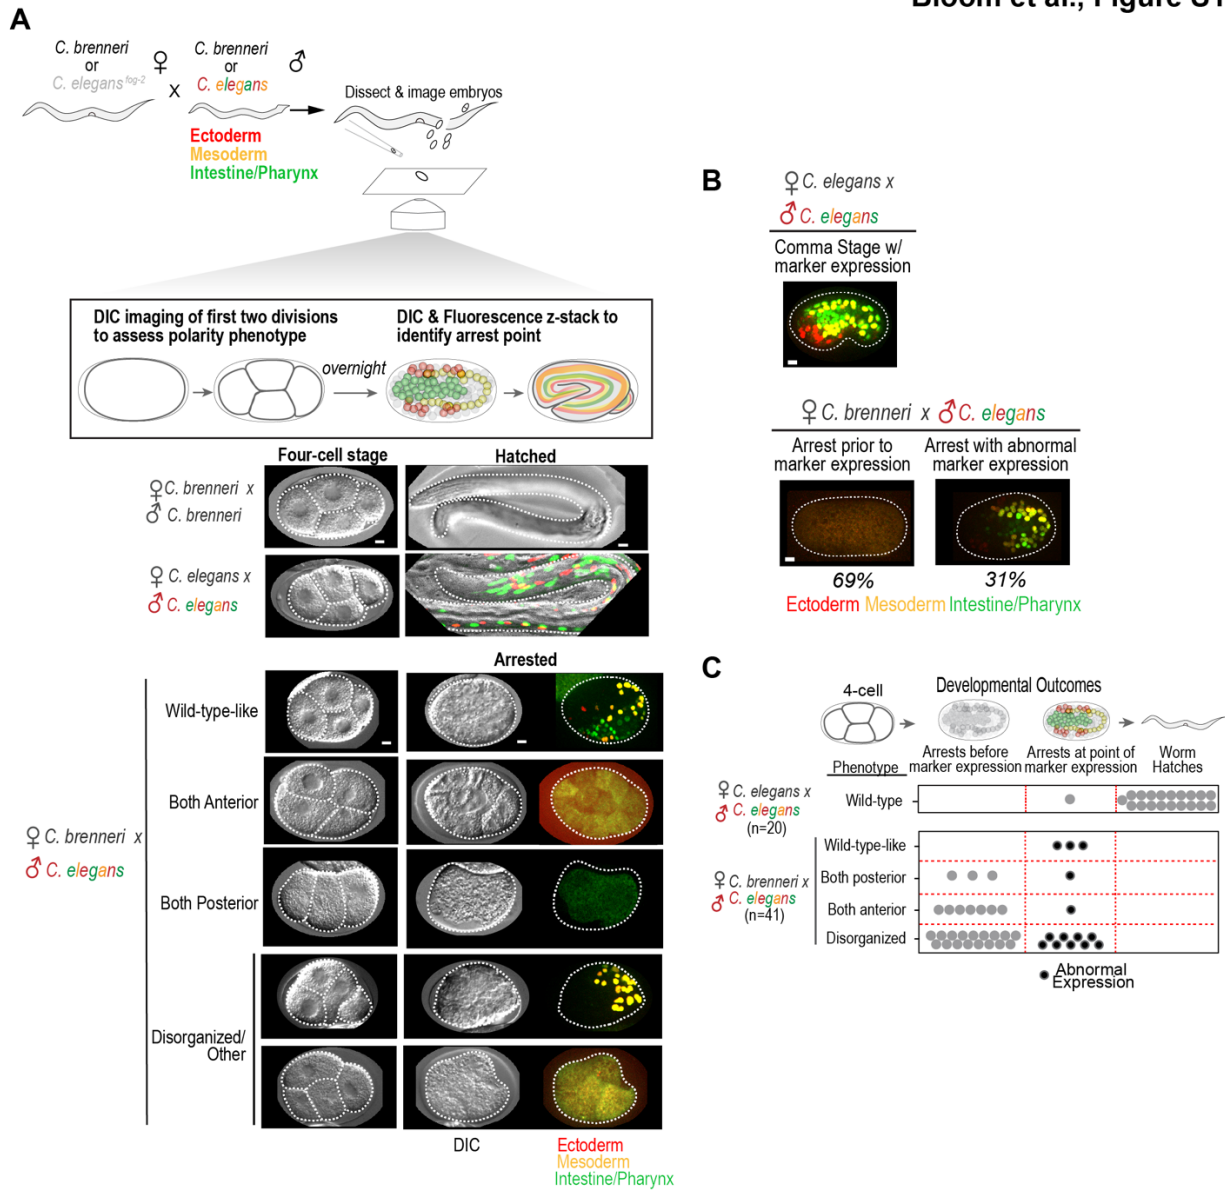 Bloom et al., Figure S1
A
C. brenneri
or
C. elegans fog-2
♀
X
C. brenneri
or
C. elegans
♂
Ectoderm
Mesoderm
Intestine/Pharynx
Dissect & image embryos
DIC imaging of first two divisions
to assess polarity phenotype
DIC & Fluorescence z-stack to
identify arrest point
overnight
Four-cell stage
Hatched
♀ C. brenneri x
♂ C. brenneri
♀ C. elegans x
♂ C. elegans
Arrested
♀ C. brenneri x
♂ C. elegans
Wild-type-like
Both Anterior
Both Posterior
Disorganized/
Other
DIC
Ectoderm
Mesoderm
Intestine/Pharynx
B
♀ C. elegans x
♂ C. elegans
Comma Stage w/
marker expression
♀ C. brenneri x ♂ C. elegans
Arrest prior to
marker expression
Arrest with abnormal
marker expression
69%
31%
Ectoderm Mesoderm Intestine/Pharynx
C
4-cell
Developmental Outcomes
Phenotype
Arrests before
marker expression
Arrests at point of
marker expression
Worm
Hatches
♀ C. elegans x
♂ C. elegans
(n=20)
Wild-type
♀ C. brenneri x
♂ C. elegans
(n=41)
Wild-type-like
Both posterior
Both anterior
Disorganized
Abnormal
Expression